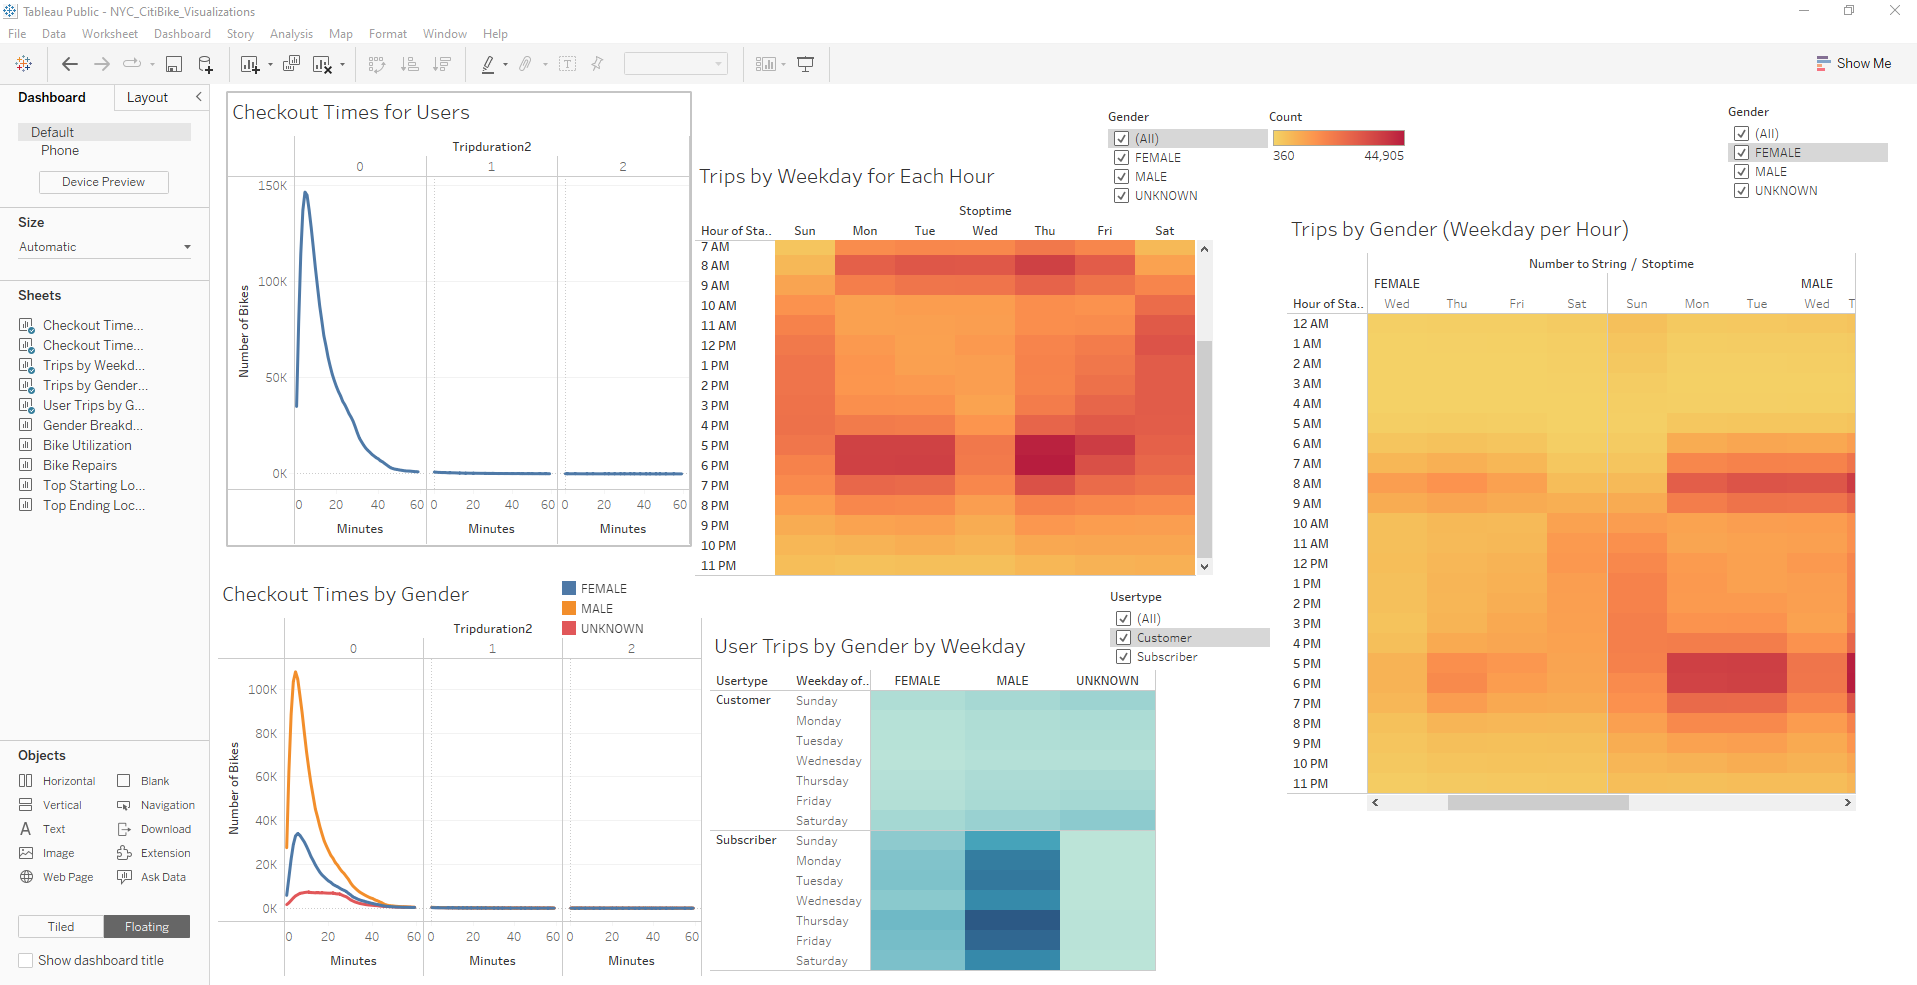 Tableau Public - NYC_CitiBike_Visualizations
File Data Worksheet Dashboard Story Analysis Map Format Window Help
Show Me
Dashboard Layout
Default
Phone
Device Preview
Size
Automatic
Sheets
Checkout Time...
Checkout Time...
Trips by Weekd...
Trips by Gender...
User Trips by G...
Gender Breakd...
Bike Utilization
Bike Repairs
Top Starting Lo...
Top Ending Loc...
Objects
Horizontal Blank
Vertical Navigation
Text Download
Image Extension
Web Page Ask Data
Tiled Floating
Show dashboard title
Checkout Times for Users
Tripduration2
0 1 2
Number of Bikes
150K
100K
50K
0K
0 20 40 60 0 20 40 60 0 20 40 60
Minutes Minutes Minutes
Checkout Times by Gender
FEMALE
MALE
UNKNOWN
Tripduration2
0 1 2
Number of Bikes
100K
80K
60K
40K
20K
0K
0 20 40 60 0 20 40 60 0 20 40 60
Minutes Minutes Minutes
Gender
(All)
FEMALE
MALE
UNKNOWN
Count
360 44,905
Trips by Weekday for Each Hour
Stoptime
Hour of Sta.. Sun Mon Tue Wed Thu Fri Sat
7 AM
8 AM
9 AM
10 AM
11 AM
12 PM
1 PM
2 PM
3 PM
4 PM
5 PM
6 PM
7 PM
8 PM
9 PM
10 PM
11 PM
Usertype
(All)
Customer
Subscriber
User Trips by Gender by Weekday
Usertype Weekday of.. FEMALE MALE UNKNOWN
Customer Sunday
Monday
Tuesday
Wednesday
Thursday
Friday
Saturday
Subscriber Sunday
Monday
Tuesday
Wednesday
Thursday
Friday
Saturday
Gender
(All)
FEMALE
MALE
UNKNOWN
Trips by Gender (Weekday per Hour)
Number to String / Stoptime
FEMALE MALE
Hour of Sta.. Wed Thu Fri Sat Sun Mon Tue Wed T
12 AM
1 AM
2 AM
3 AM
4 AM
5 AM
6 AM
7 AM
8 AM
9 AM
10 AM
11 AM
12 PM
1 PM
2 PM
3 PM
4 PM
5 PM
6 PM
7 PM
8 PM
9 PM
10 PM
11 PM